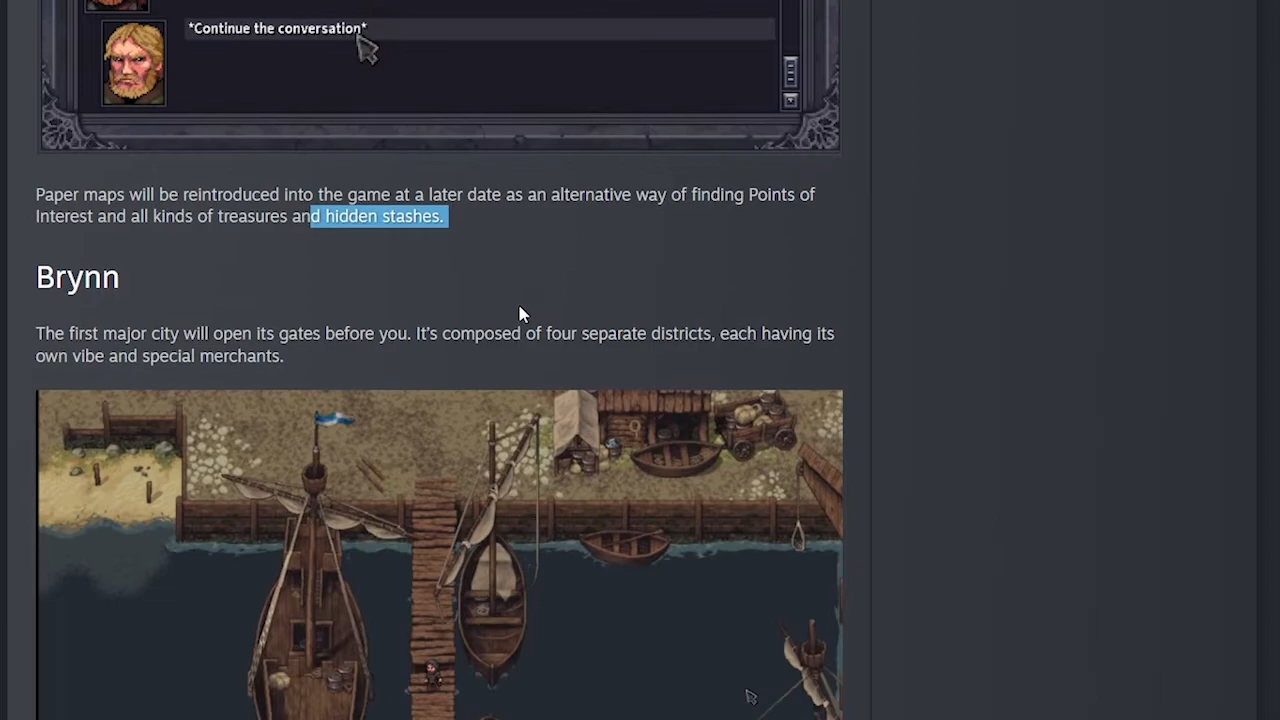 *Continue the conversation*
Paper maps will be reintroduced into the game at a later date as an alternative way of finding Points of
Interest and all kinds of treasures and hidden stashes.
Brynn
The first major city will open its gates before you. It's composed of four separate districts, each having its
own vibe and special merchants.